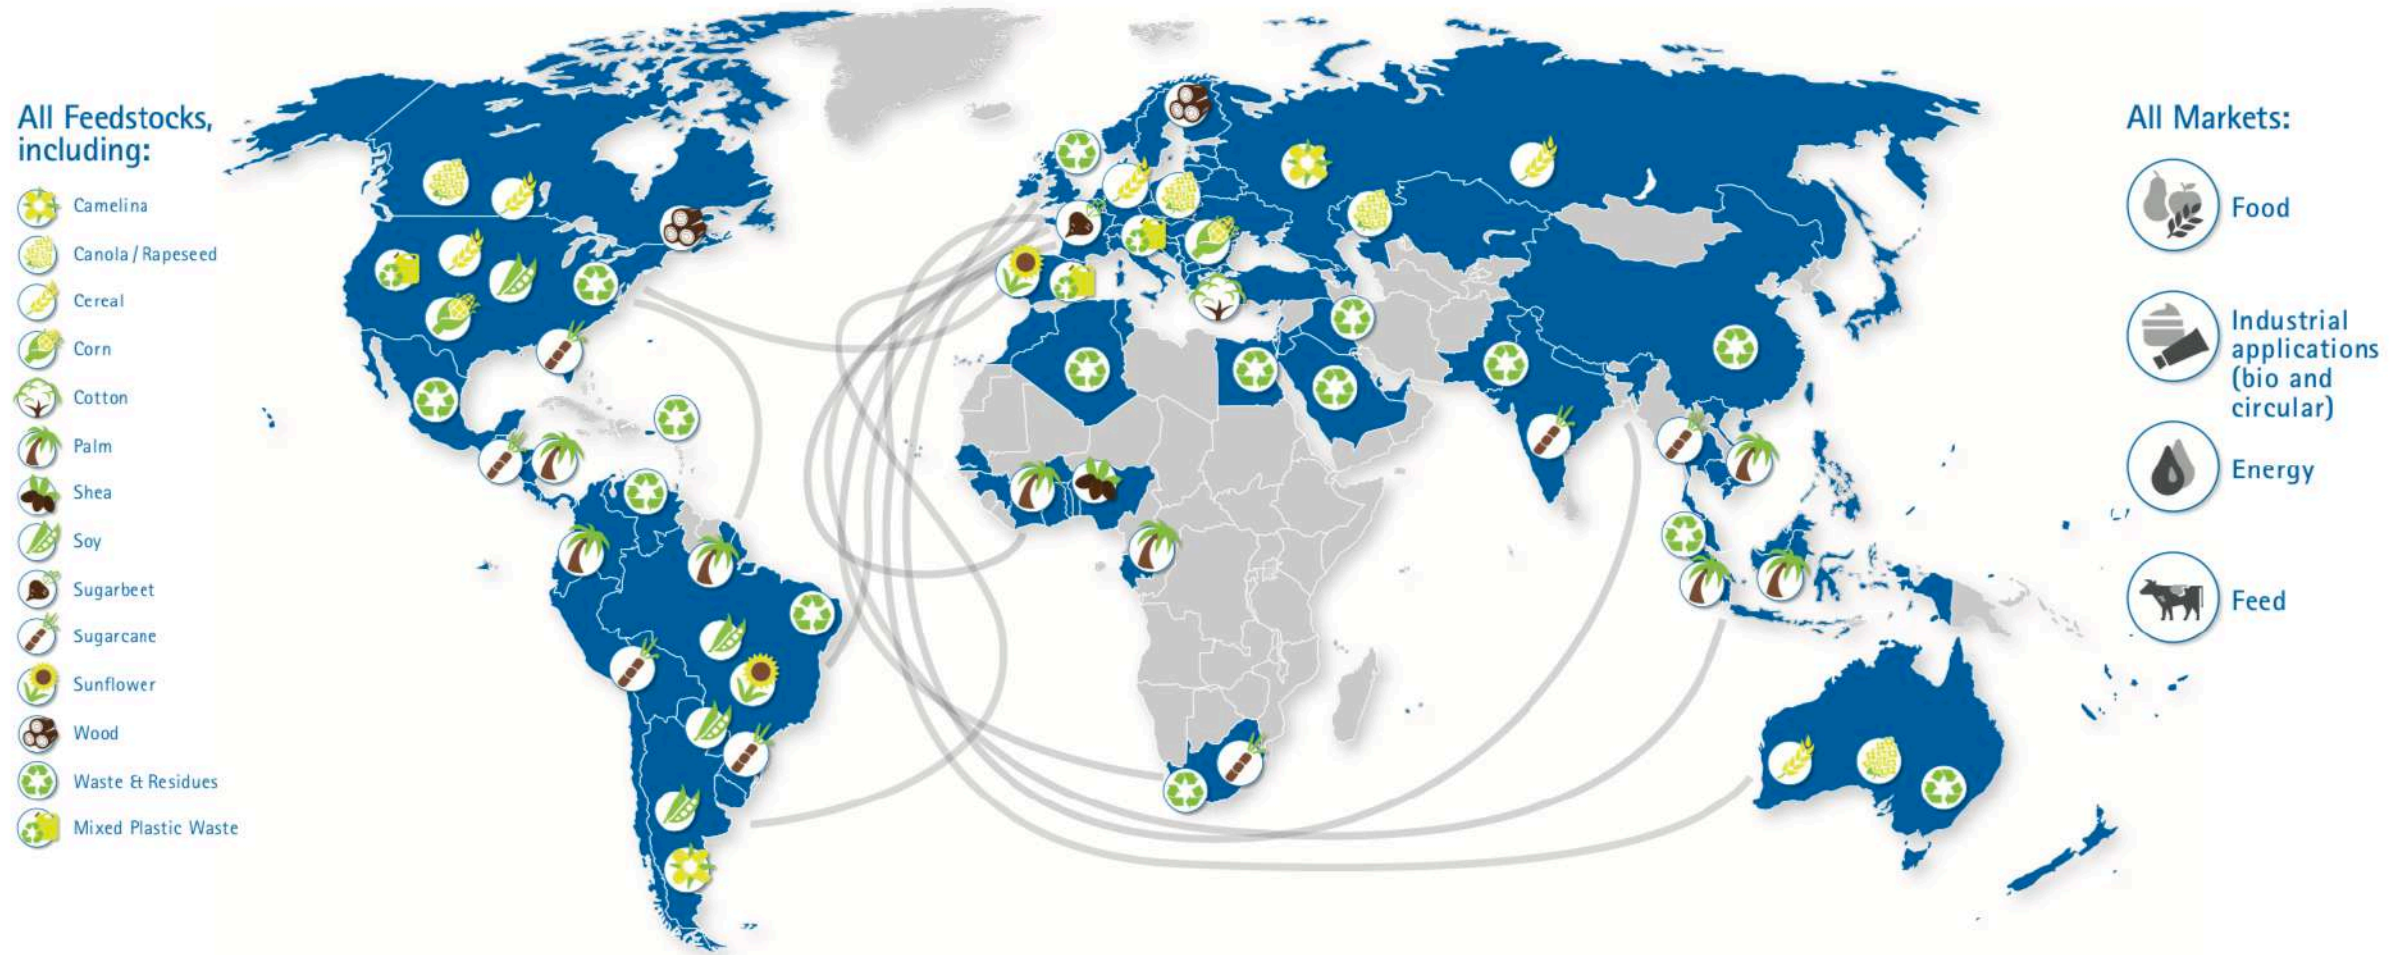 All Feedstocks,
including:
Camelina
Canola / Rapeseed
Cereal
Corn
Cotton
Palm
Shea
Soy
Sugarbeet
Sugarcane
Sunflower
Wood
Waste & Residues
Mixed Plastic Waste
All Markets:
Food
Industrial
applications
(bio and
circular)
Energy
Feed